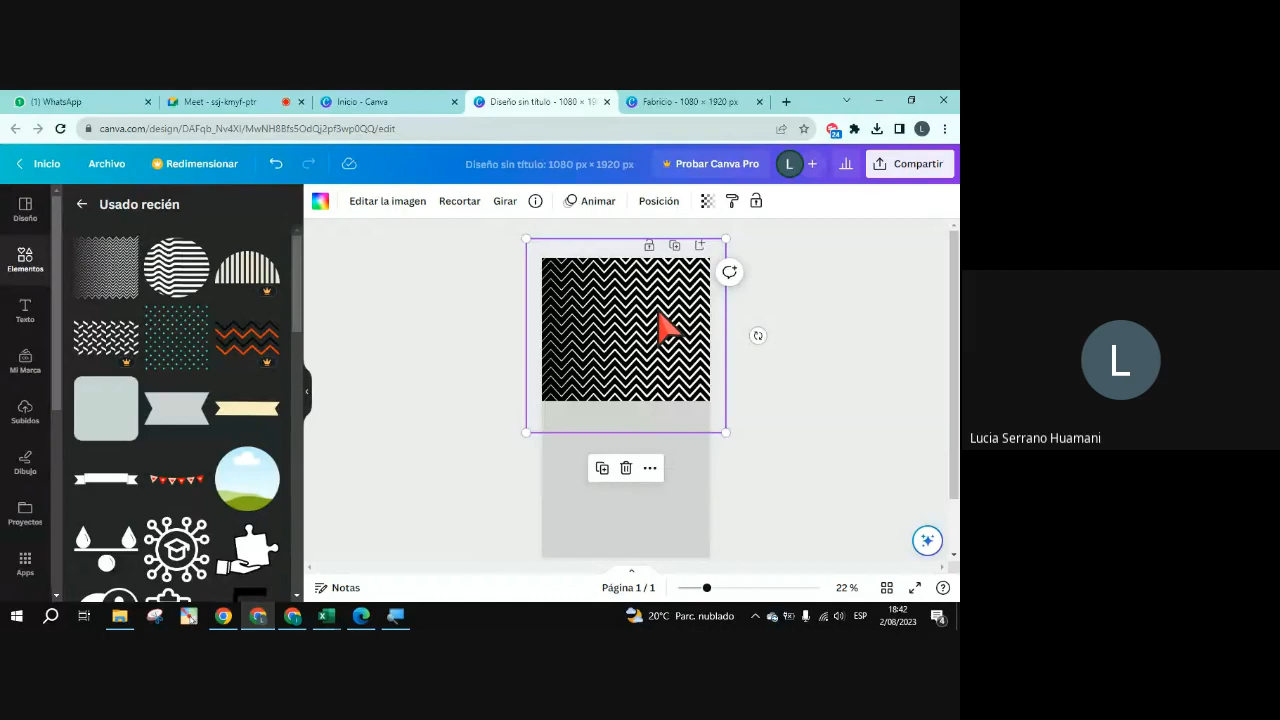 (1) WhatsApp
Meet - ssj-kmyf-ptr
Inicio - Canva
Diseño sin título - 1080 × 19
Fabricio - 1080 × 1920 px
canva.com/design/DAFqb_Nv4XI/MwNH8Bfs5OdQj2pf3wp0QQ/edit
24
L
Inicio
Archivo
Redimensionar
Diseño sin título: 1080 px × 1920 px
Probar Canva Pro
L
Compartir
Diseño
Elementos
Texto
Mi Marca
Subidos
Dibujo
Proyectos
Apps
Usado recién
Editar la imagen
Recortar
Girar
Animar
Posición
Notas
Página 1 / 1
22 %
20°C Parc. nublado
ESP
18:42
2/08/2023
4
L
Lucia Serrano Huamani